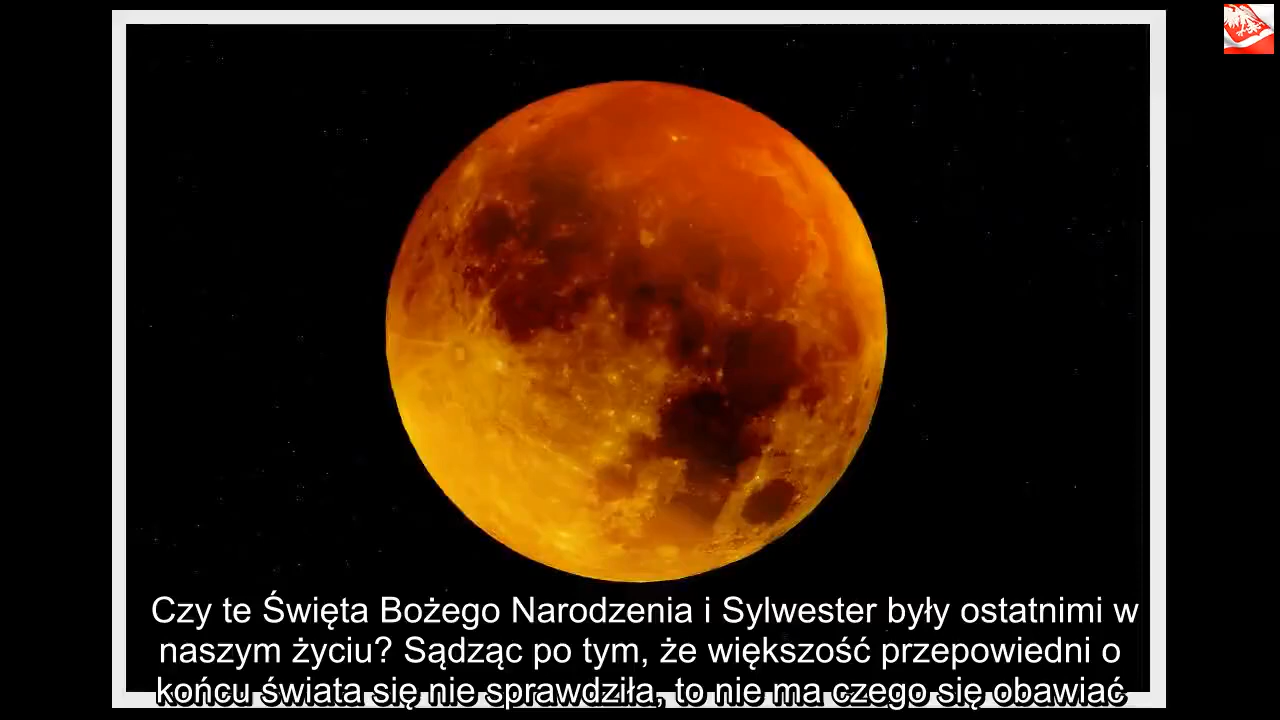 Czy te Święta Bożego Narodzenia i Sylwester były ostatnimi w
naszym życiu? Sądząc po tym, że większość przepowiedni o
końcu świata się nie sprawdziła, to nie ma czego się obawiać